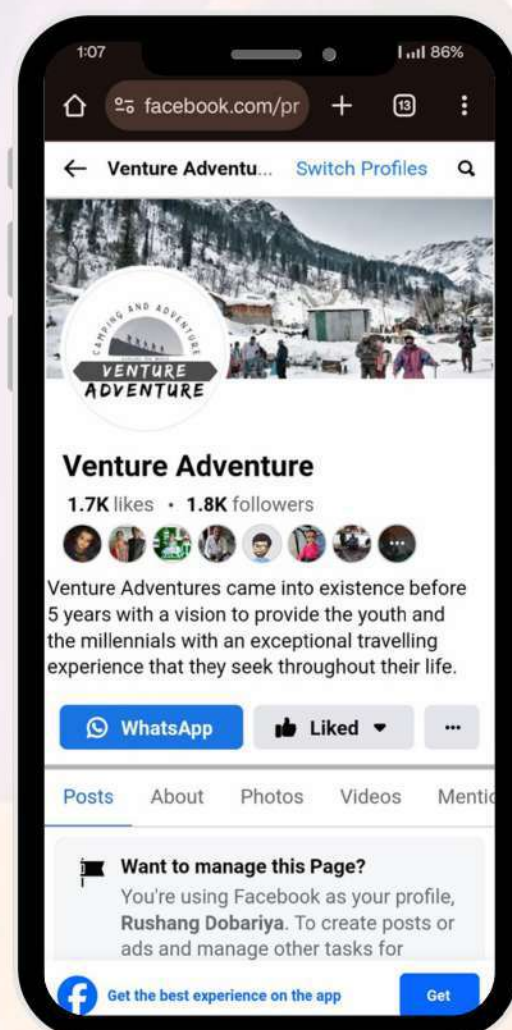 1:07
86%
facebook.com/pr
13
Venture Adventu...
Switch Profiles
CAMPING AND ADVENTURE
VENTURE
ADVENTURE
Venture Adventure
1.7K likes • 1.8K followers
Venture Adventures came into existence before
5 years with a vision to provide the youth and
the millennials with an exceptional travelling
experience that they seek throughout their life.
WhatsApp
Liked
Posts
About
Photos
Videos
Mentio
Want to manage this Page?
You're using Facebook as your profile,
Rushang Dobariya. To create posts or
ads and manage other tasks for
Get the best experience on the app
Get